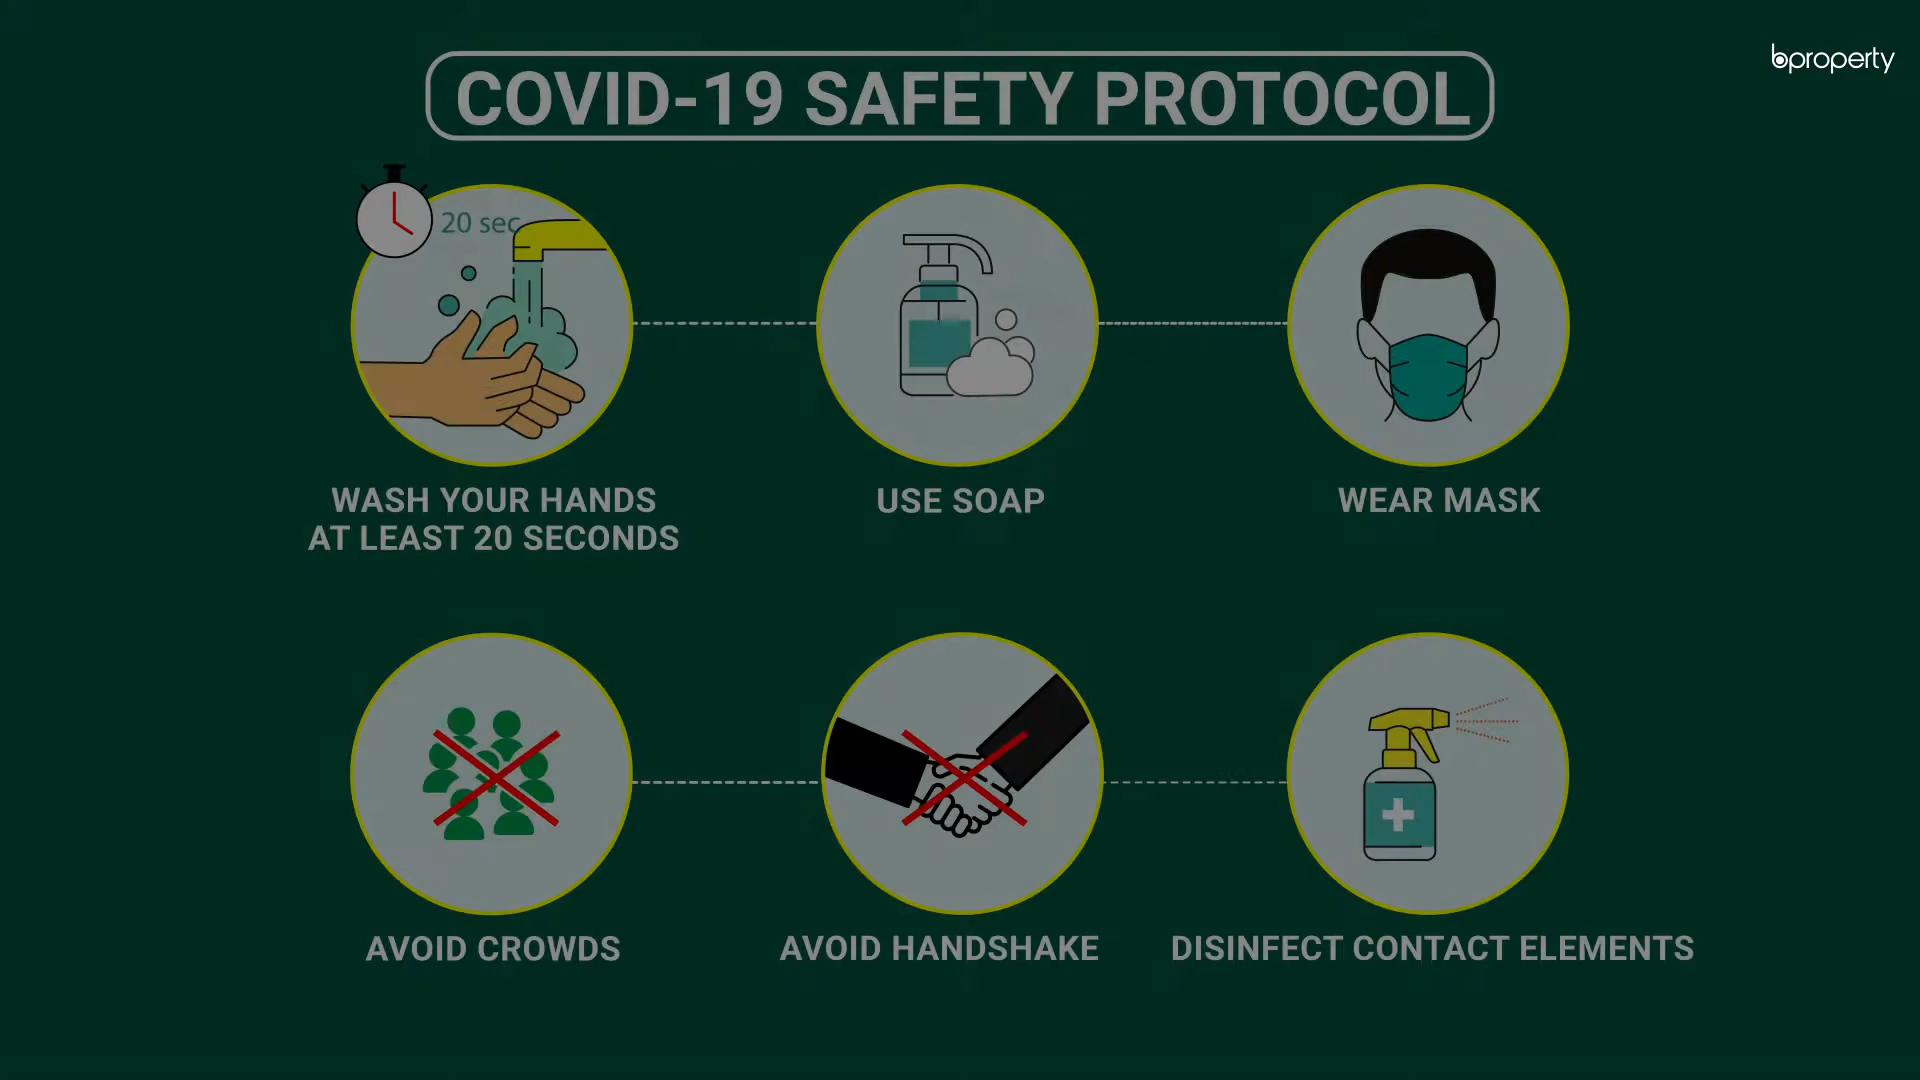 COVID-19 SAFETY PROTOCOL
bproperty
20 sec
WASH YOUR HANDS
AT LEAST 20 SECONDS
USE SOAP
WEAR MASK
AVOID CROWDS
AVOID HANDSHAKE
DISINFECT CONTACT ELEMENTS